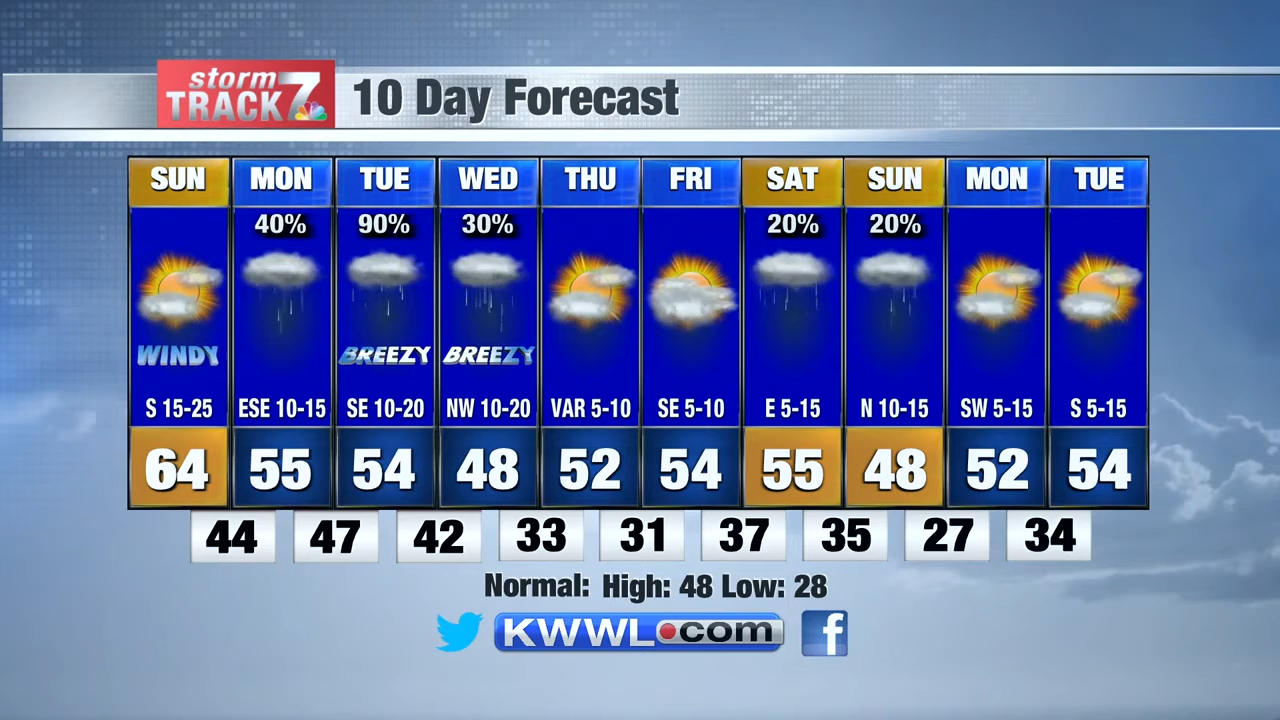 storm
TRACK 7
10 Day Forecast
SUN MON TUE WED THU FRI SAT SUN MON TUE
40% 90% 30% 20% 20%
WINDY BREEZY BREEZY
S 15-25 ESE 10-15 SE 10-20 NW 10-20 VAR 5-10 SE 5-10 E 5-15 N 10-15 SW 5-15 S 5-15
64 55 54 48 52 54 55 48 52 54
44 47 42 33 31 37 35 27 34
Normal: High: 48 Low: 28
KWWL.com f